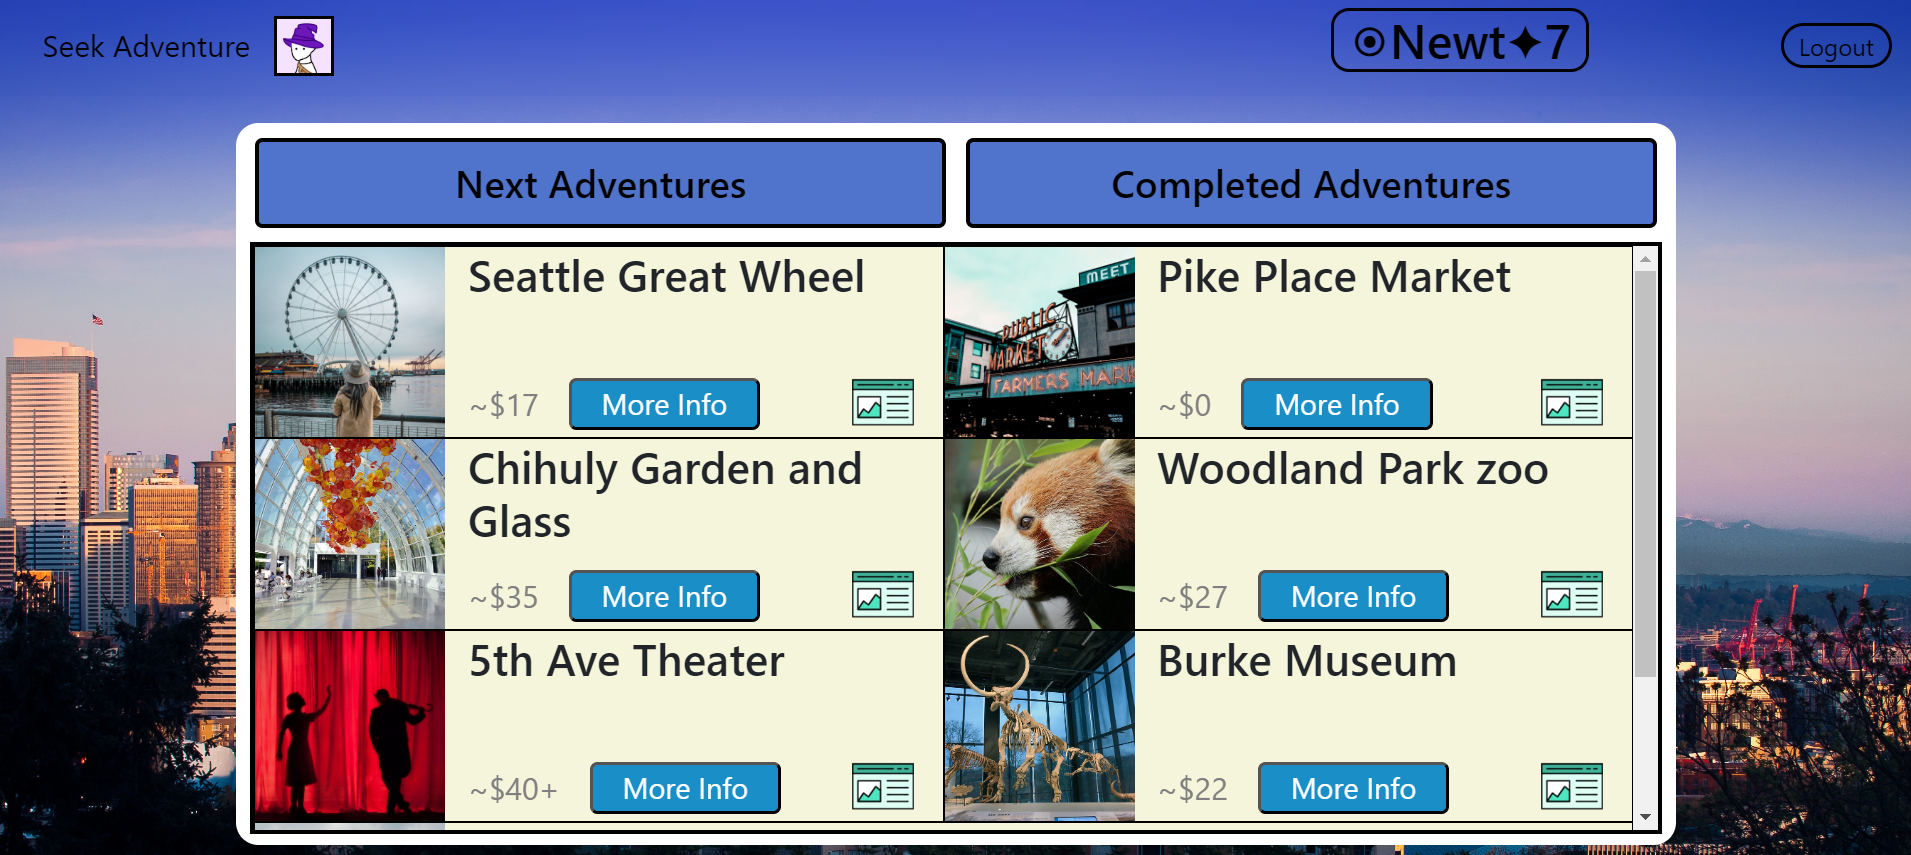 Seek Adventure
⦿Newt✦7
Logout
Next Adventures
Completed Adventures
Seattle Great Wheel
~$17
More Info
MEET
PUBLIC
MARKET
FARMERS MARK
Pike Place Market
~$0
More Info
Chihuly Garden and
Glass
~$35
More Info
Woodland Park zoo
~$27
More Info
5th Ave Theater
~$40+
More Info
Burke Museum
~$22
More Info